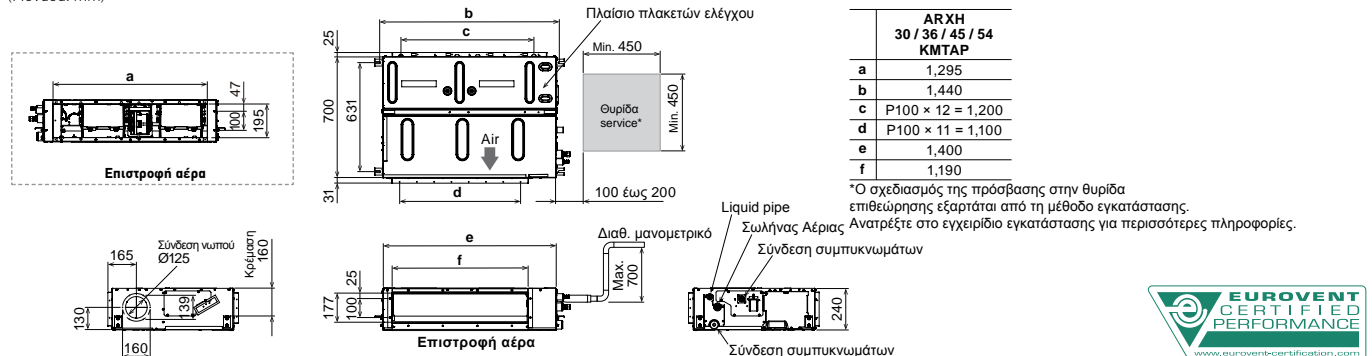 a
47
100
195
Επιστροφή αέρα
b
c
25
700
631
31
Air
d
Πλαίσιο πλακετών ελέγχου
Min. 450
Min. 450
Θυρίδα
service*
100 έως 200
ARXH
30 / 36 / 45 / 54
KMTAP
a 1,295
b 1,440
c P100 × 12 = 1,200
d P100 × 11 = 1,100
e 1,400
f 1,190
*Ο σχεδιασμός της πρόσβασης στην θυρίδα
επιθεώρησης εξαρτάται από τη μέθοδο εγκατάστασης.
Ανατρέξτε στο εγχειρίδιο εγκατάστασης για περισσότερες πληροφορίες.
165
Σύνδεση νωπού
Ø125
Κρέμαση
160
139
130
160
e
f
25
100
177
Διαθ. μανομετρικό
Max.
700
Επιστροφή αέρα
Liquid pipe
Σωλήνας Αέριας
Σύνδεση συμπυκνωμάτων
240
Σύνδεση συμπυκνωμάτων
EUROVENT
CERTIFIED
PERFORMANCE
www.eurovent-certification.com